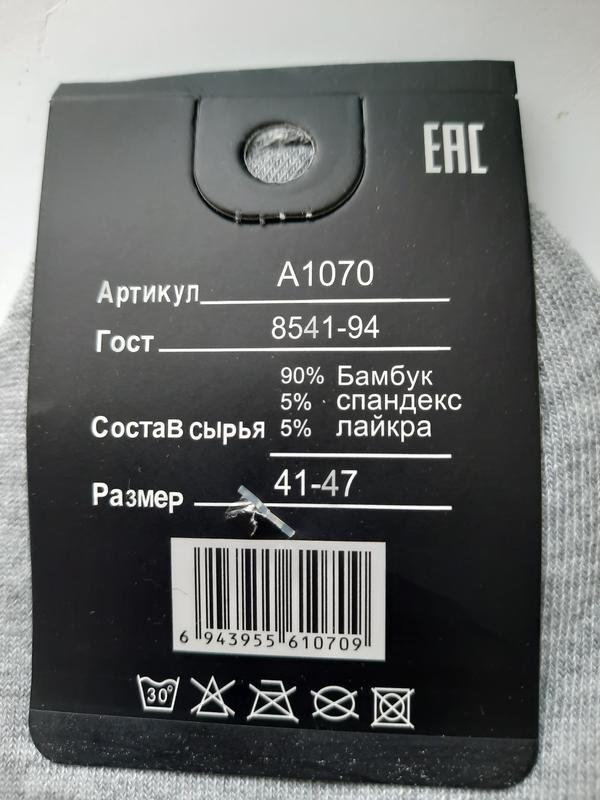 EAC
Артикул A1070
Гост 8541-94
90% Бамбук
5% спандекс
Состав сырья 5% лайкра
Размер 41-47
6 943955 610709
30°